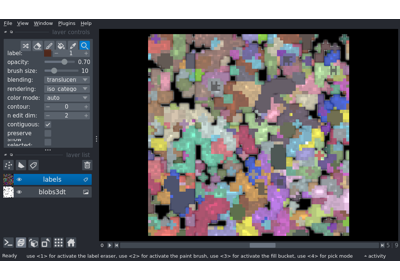 File View Window Plugins Help
layer controls
label: 1
opacity: 0.70
brush size: 10
blending: translucen
rendering: iso_catego
color mode: auto
contour: 0
n edit dim: 2
contiguous:
preserve
show
selected:
layer list
labels
blobs3dt
Ready use <1> for activate the label eraser, use <2> for activate the paint brush, use <3> for activate the fill bucket, use <4> for pick mode activity